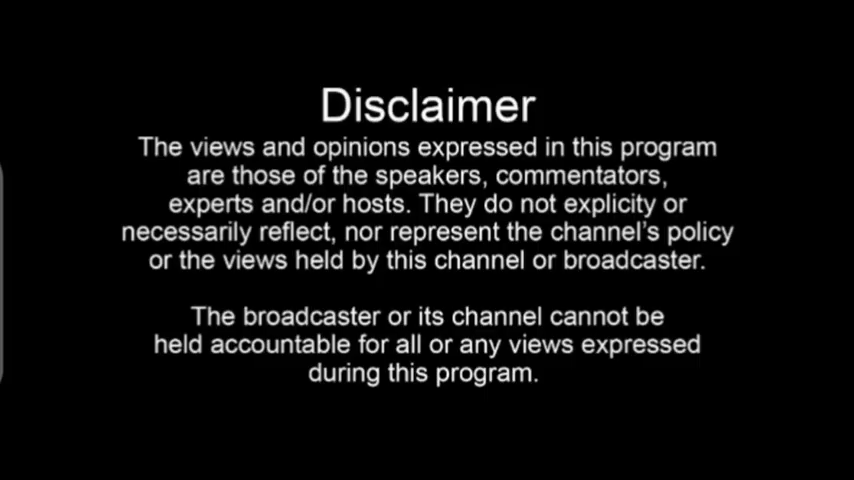 Disclaimer
The views and opinions expressed in this program
are those of the speakers, commentators,
experts and/or hosts. They do not explicity or
necessarily reflect, nor represent the channel's policy
or the views held by this channel or broadcaster.
The broadcaster or its channel cannot be
held accountable for all or any views expressed
during this program.